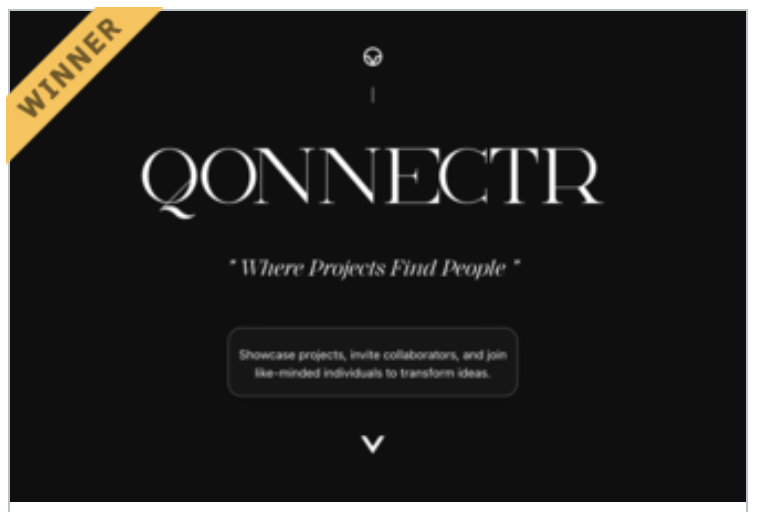 WINNER
QONNECTR
" Where Projects Find People "
Showcase projects, invite collaborators, and join
like-minded individuals to transform ideas.